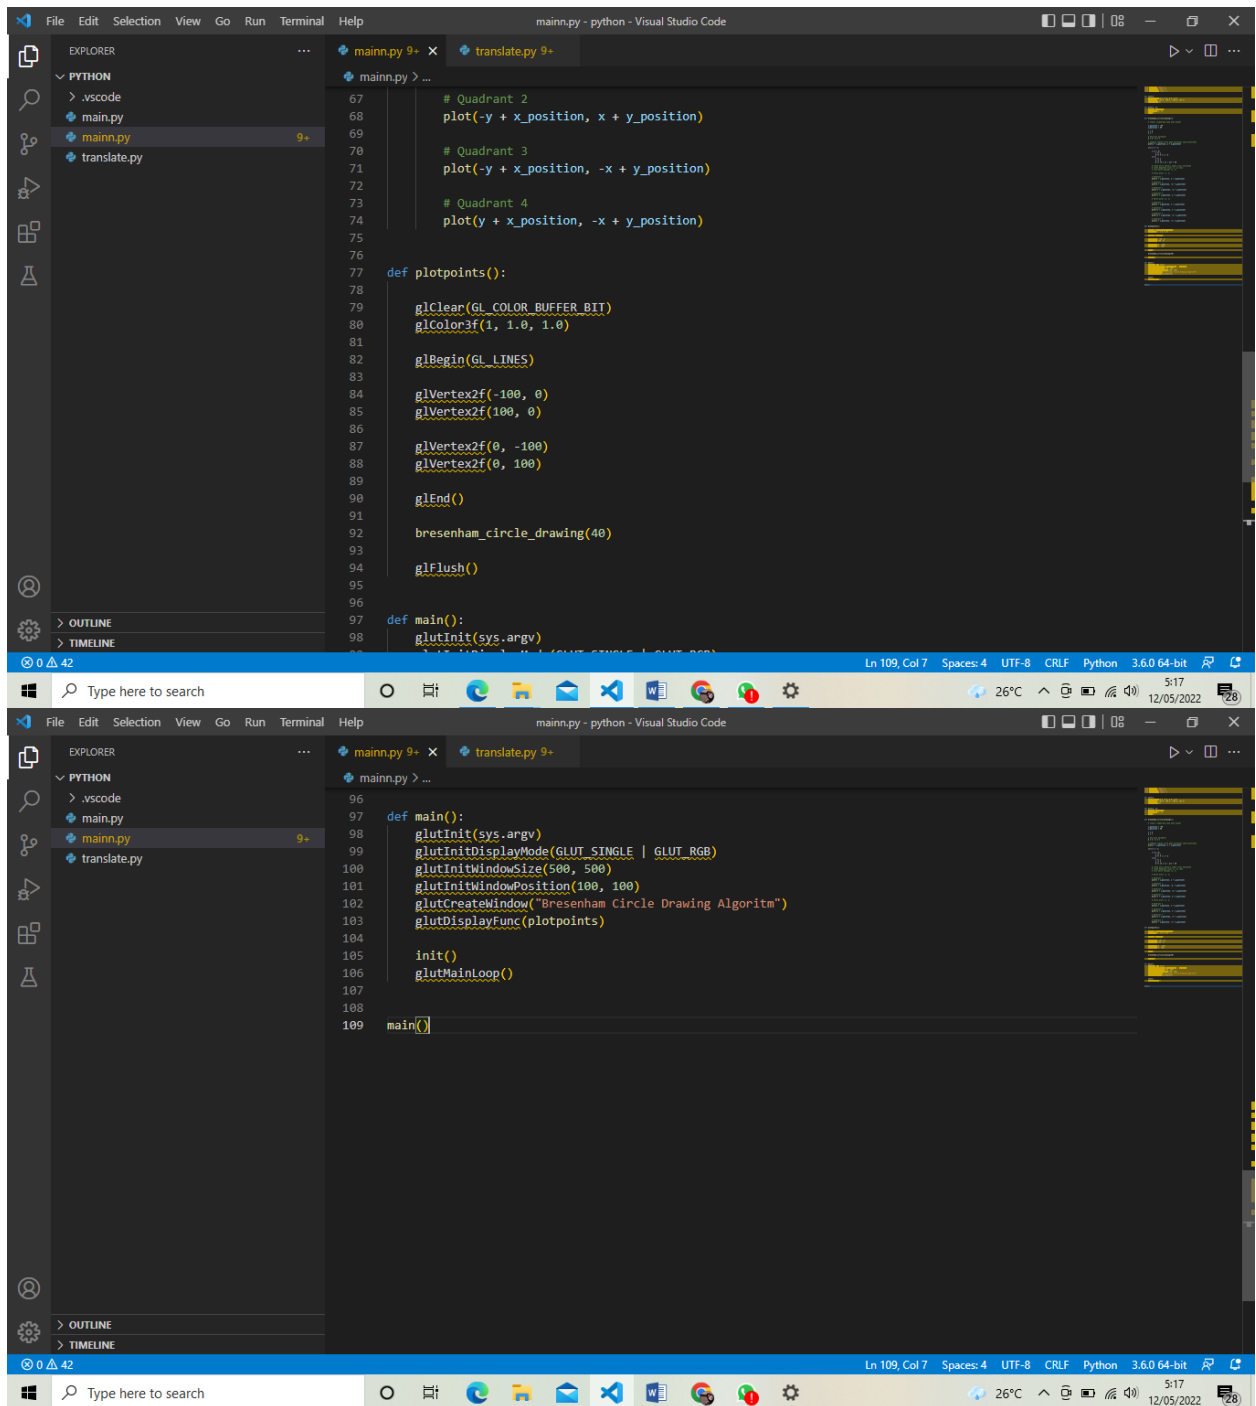 File Edit Selection View Go Run Terminal Help mainn.py - python - Visual Studio Code
EXPLORER ··· mainn.py 9+ × translate.py 9+
PYTHON mainn.py > ...
> .vscode
main.py
mainn.py 9+
translate.py
67 # Quadrant 2
68 plot(-y + x_position, x + y_position)
69
70 # Quadrant 3
71 plot(-y + x_position, -x + y_position)
72
73 # Quadrant 4
74 plot(y + x_position, -x + y_position)
75
76
77 def plotpoints():
78
79 glClear(GL_COLOR_BUFFER_BIT)
80 glColor3f(1, 1.0, 1.0)
81
82 glBegin(GL_LINES)
83
84 glVertex2f(-100, 0)
85 glVertex2f(100, 0)
86
87 glVertex2f(0, -100)
88 glVertex2f(0, 100)
89
90 glEnd()
91
92 bresenham_circle_drawing(40)
93
94 glFlush()
95
96
97 def main():
98 glutInit(sys.argv)
> OUTLINE
> TIMELINE
0 42 Ln 109, Col 7 Spaces: 4 UTF-8 CRLF Python 3.6.0 64-bit
Type here to search 26°C 5:17
12/05/2022 28
File Edit Selection View Go Run Terminal Help mainn.py - python - Visual Studio Code
EXPLORER ··· mainn.py 9+ × translate.py 9+
PYTHON mainn.py > ...
> .vscode
main.py
mainn.py 9+
translate.py
96
97 def main():
98 glutInit(sys.argv)
99 glutInitDisplayMode(GLUT_SINGLE | GLUT_RGB)
100 glutInitWindowSize(500, 500)
101 glutInitWindowPosition(100, 100)
102 glutCreateWindow("Bresenham Circle Drawing Algoritm")
103 glutDisplayFunc(plotpoints)
104
105 init()
106 glutMainLoop()
107
108
109 main()
> OUTLINE
> TIMELINE
0 42 Ln 109, Col 7 Spaces: 4 UTF-8 CRLF Python 3.6.0 64-bit
Type here to search 26°C 5:17
12/05/2022 28